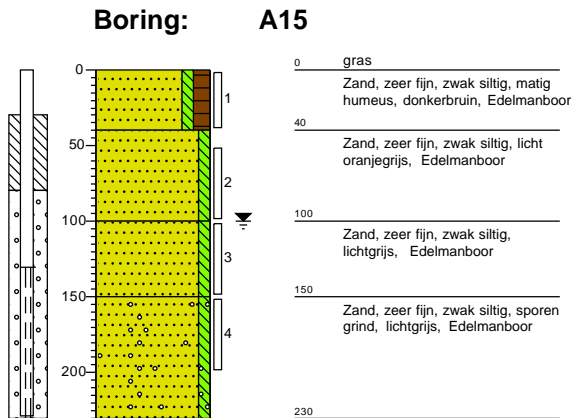 Boring: A15
0
50
100
150
200
1
2
3
4
0 gras
Zand, zeer fijn, zwak siltig, matig
humeus, donkerbruin, Edelmanboor
40
Zand, zeer fijn, zwak siltig, licht
oranjegrijs, Edelmanboor
100
Zand, zeer fijn, zwak siltig,
lichtgrijs, Edelmanboor
150
Zand, zeer fijn, zwak siltig, sporen
grind, lichtgrijs, Edelmanboor
230